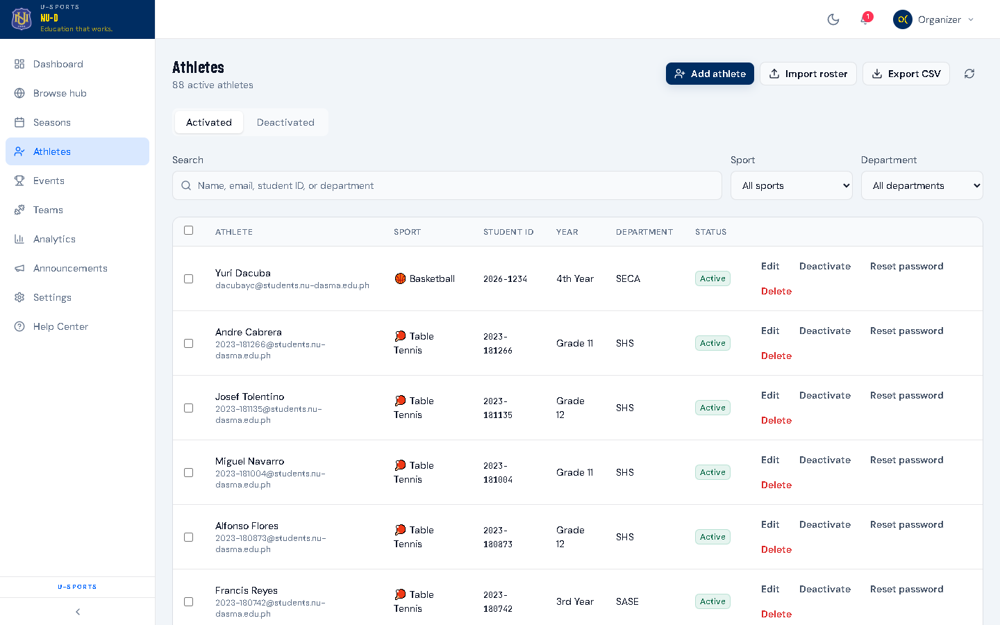 U-SPORTS
NU-D
Education that works.
1
O(
Organizer
Dashboard
Browse hub
Seasons
Athletes
Events
Teams
Analytics
Announcements
Settings
Help Center
U-SPORTS
Athletes
88 active athletes
Add athlete
Import roster
Export CSV
Activated
Deactivated
Search
Sport
Department
Name, email, student ID, or department
All sports
All departments
ATHLETE SPORT STUDENT ID YEAR DEPARTMENT STATUS
Yuri Dacuba
dacubayc@students.nu-dasma.edu.ph
Basketball
2026-1234
4th Year
SECA
Active
Edit Deactivate Reset password
Delete
Andre Cabrera
2023-181266@students.nu-
dasma.edu.ph
Table
Tennis
2023-
181266
Grade 11
SHS
Active
Edit Deactivate Reset password
Delete
Josef Tolentino
2023-181135@students.nu-
dasma.edu.ph
Table
Tennis
2023-
181135
Grade
12
SHS
Active
Edit Deactivate Reset password
Delete
Miguel Navarro
2023-181004@students.nu-
dasma.edu.ph
Table
Tennis
2023-
181004
Grade 11
SHS
Active
Edit Deactivate Reset password
Delete
Alfonso Flores
2023-180873@students.nu-
dasma.edu.ph
Table
Tennis
2023-
180873
Grade
12
SHS
Active
Edit Deactivate Reset password
Delete
Francis Reyes
2023-180742@students.nu-
dasma.edu.ph
Table
Tennis
2023-
180742
3rd Year
SASE
Active
Edit Deactivate Reset password
Delete